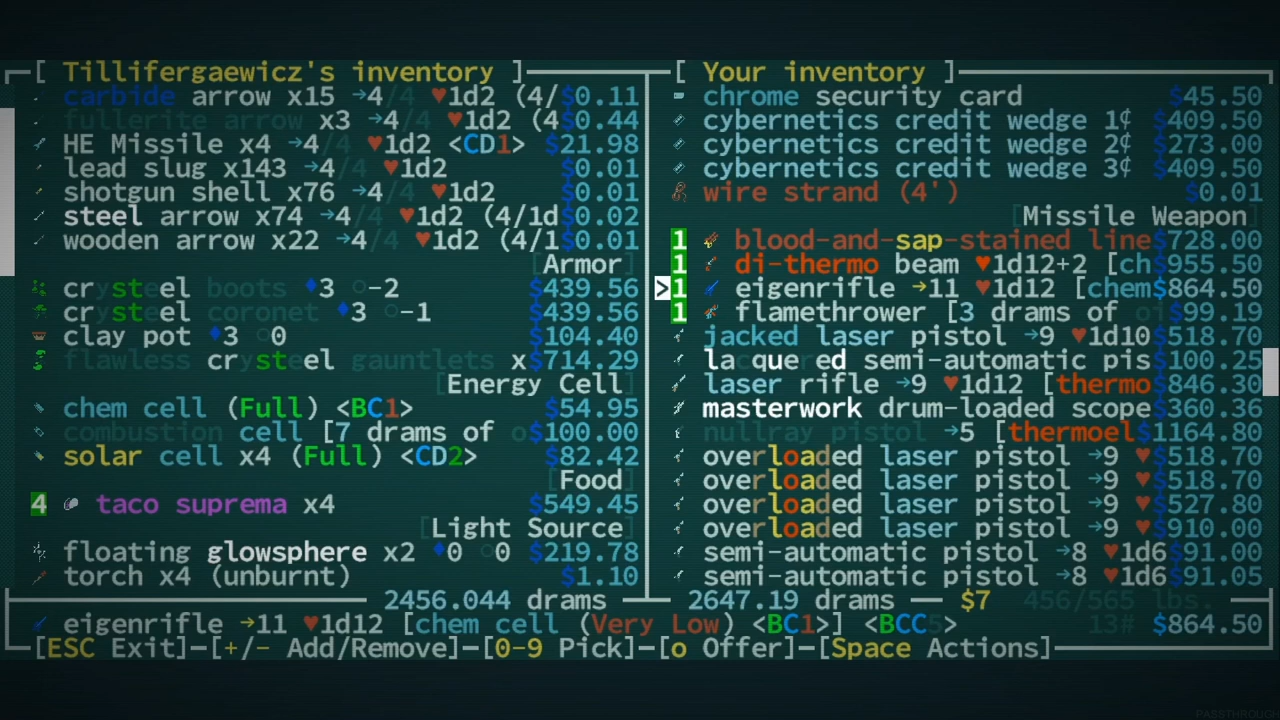 [ Tillifergaewicz's inventory ]
carbide arrow x15 →4/4 ♥1d2 (4/ $0.11
fullerite arrow x3 →4/4 ♥1d2 (4 $0.44
HE Missile x4 →4/4 ♥1d2 <CD1> $21.98
lead slug x143 →4/4 ♥1d2 $0.01
shotgun shell x76 →4/4 ♥1d2 $0.01
steel arrow x74 →4/4 ♥1d2 (4/1d $0.02
wooden arrow x22 →4/4 ♥1d2 (4/1 $0.01
[Armor]
crysteel boots ♦3 ○-2 $439.56
crysteel coronet ♦3 ○-1 $439.56
clay pot ♦3 ○0 $104.40
flawless crysteel gauntlets x $714.29
[Energy Cell]
chem cell (Full) <BC1> $54.95
combustion cell [7 drams of o $100.00
solar cell x4 (Full) <CD2> $82.42
[Food]
4 taco suprema x4 $549.45
[Light Source]
floating glowsphere x2 ♦0 ○0 $219.78
torch x4 (unburnt) $1.10
2456.044 drams
[ Your inventory ]
chrome security card $45.50
cybernetics credit wedge 1¢ $409.50
cybernetics credit wedge 2¢ $273.00
cybernetics credit wedge 3¢ $409.50
wire strand (4') $0.01
[Missile Weapon]
1 blood-and-sap-stained line $728.00
1 di-thermo beam ♥1d12+2 [ch $955.50
>1 eigenrifle →11 ♥1d12 [chem $864.50
1 flamethrower [3 drams of oi $99.19
jacked laser pistol →9 ♥1d10 $518.70
lacquered semi-automatic pis $100.25
laser rifle →9 ♥1d12 [thermo $846.30
masterwork drum-loaded scope $360.36
nullray pistol →5 [thermoel $1164.80
overloaded laser pistol →9 ♥ $518.70
overloaded laser pistol →9 ♥ $518.70
overloaded laser pistol →9 ♥ $527.80
overloaded laser pistol →9 ♥ $910.00
semi-automatic pistol →8 ♥1d6 $91.00
semi-automatic pistol →8 ♥1d6 $91.05
2647.19 drams — $7 456/565 lbs.
eigenrifle →11 ♥1d12 [chem cell (Very Low) <BC1>] <BCC5> 13# $864.50
[ESC Exit]—[+/- Add/Remove]—[0-9 Pick]—[o Offer]—[Space Actions]